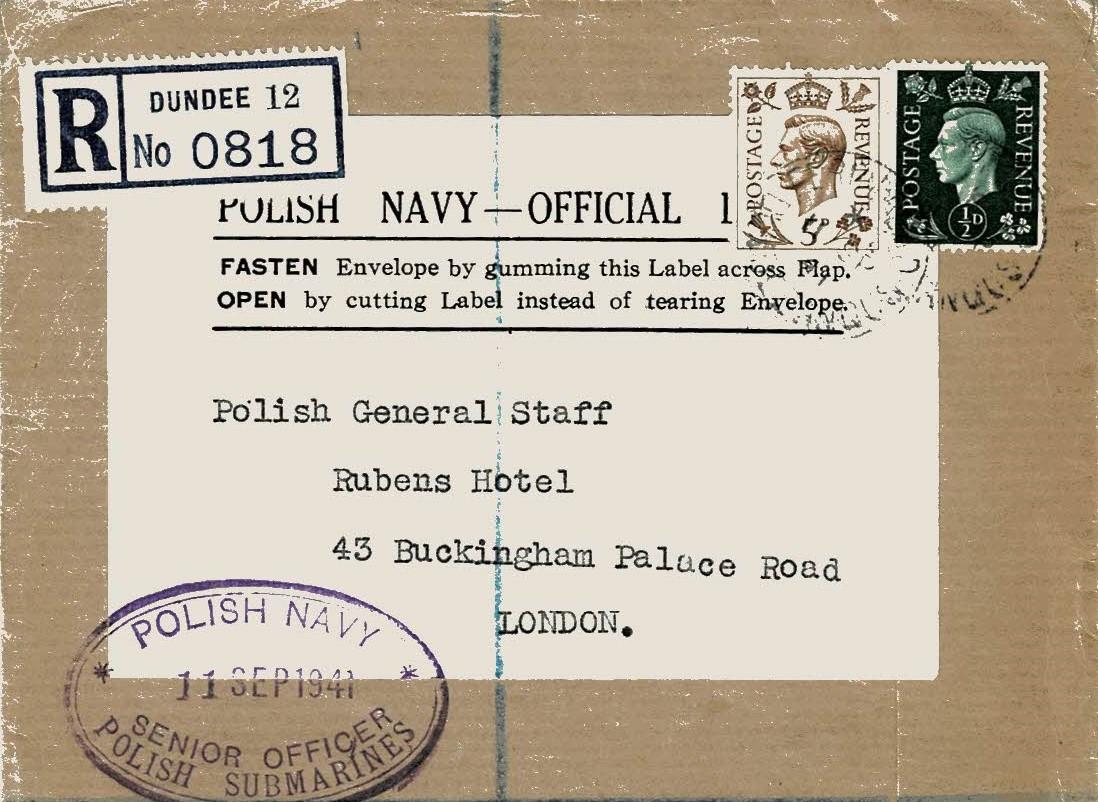 R DUNDEE 12
No 0818
POSTAGE REVENUE
5D
POSTAGE REVENUE
½D
POLISH NAVY—OFFICIAL
FASTEN Envelope by gumming this Label across Flap.
OPEN by cutting Label instead of tearing Envelope.
Polish General Staff
Rubens Hotel
43 Buckingham Palace Road
LONDON.
POLISH NAVY
* 11 SEP 1941 *
SENIOR OFFICER
POLISH SUBMARINES